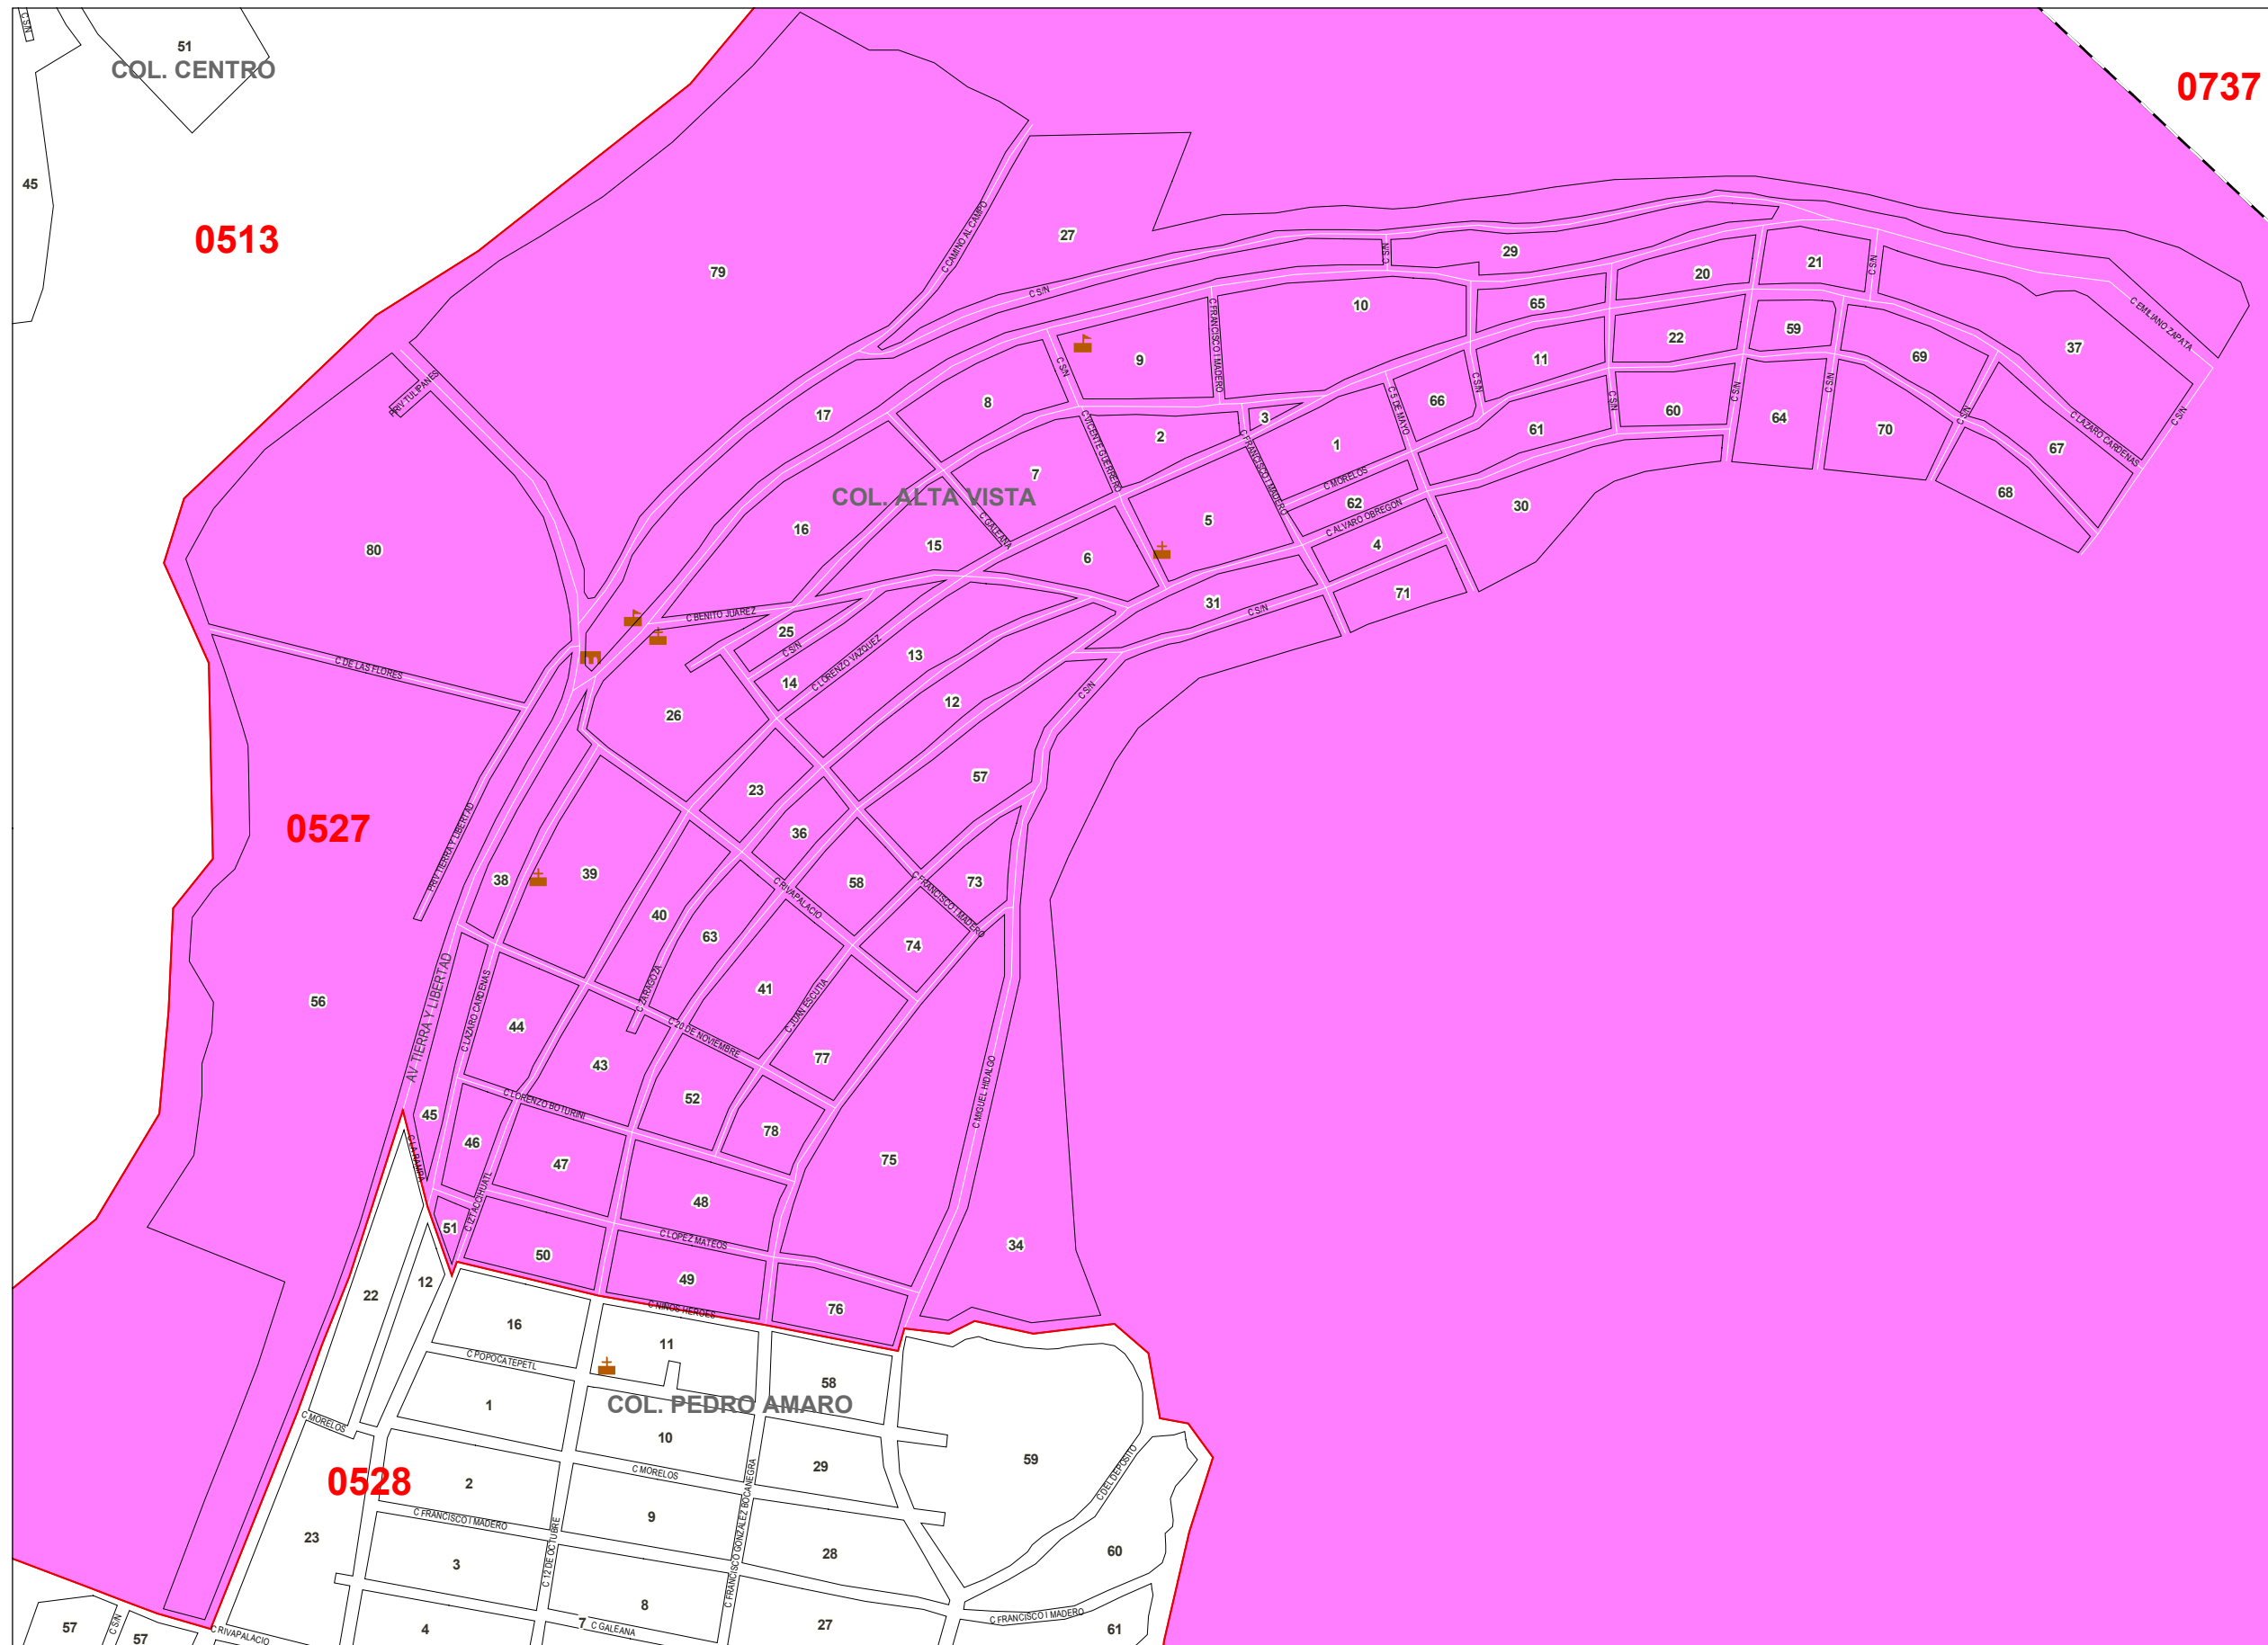 C S/N
51
COL. CENTRO
0737
45
0513
C CAMINO AL CAMPO
27
79
C S/N
29
20
21
C S/N
C S/N
10
65
C FRANCISCO I MADERO
C EMILIANO ZAPATA
22
59
37
9
11
69
C S/N
PRIV TULIPANES
8
17
66
C S/N
C 5 DE MAYO
C S/N
C S/N
C S/N
60
64
70
C S/N
C LAZARO CARDENAS
C S/N
3
2
1
61
67
C VICENTE GUERRERO
C FRANCISCO I MADERO
7
C MORELOS
COL. ALTA VISTA
62
68
30
16
C GALEANA
5
C ALVARO OBREGON
15
4
80
6
71
31
C S/N
C BENITO JUAREZ
25
C S/N
C LORENZO VAZQUEZ
13
C DE LAS FLORES
14
C S/N
12
26
57
23
0527
36
PRIV TIERRA Y LIBERTAD
39
38
58
73
C RIVAPALACIO
C FRANCISCO I MADERO
40
63
74
C ZARAGOZA
41
AV TIERRA Y LIBERTAD
56
C LAZARO CARDENAS
C JUAN ESCUTIA
44
C 20 DE NOVIEMBRE
77
43
C MIGUEL HIDALGO
52
C LORENZO BOTURINI
45
78
46
C LA RAMPA
47
75
48
C IZTACCIHUATL
51
C LOPEZ MATEOS
34
50
49
12
22
C NIÑOS HEROES
76
16
11
C POPOCATEPETL
58
1
COL. PEDRO AMARO
C MORELOS
10
59
C MORELOS
29
C DEL DEPOSITO
0528
2
C FRANCISCO GONZALEZ BOCANEGRA
C FRANCISCO I MADERO
9
23
C 12 DE OCTUBRE
28
60
3
8
C FRANCISCO I MADERO
57
C S/N
57
C RIVAPALACIO
4
7
C GALEANA
27
61